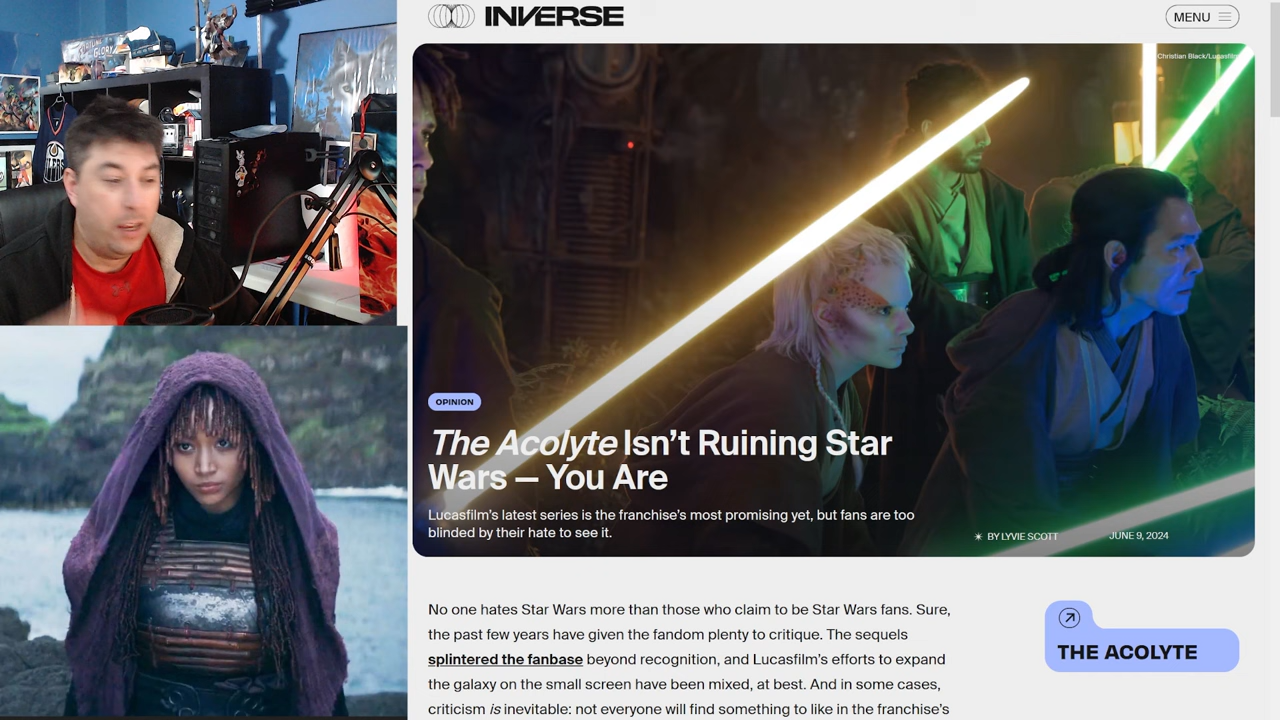 INVERSE
MENU
Christian Black/Lucasfilm
OPINION
The Acolyte Isn't Ruining Star
Wars — You Are
Lucasfilm's latest series is the franchise's most promising yet, but fans are too
blinded by their hate to see it.
BY LYVIE SCOTT
JUNE 9, 2024
No one hates Star Wars more than those who claim to be Star Wars fans. Sure,
the past few years have given the fandom plenty to critique. The sequels
splintered the fanbase beyond recognition, and Lucasfilm's efforts to expand
the galaxy on the small screen have been mixed, at best. And in some cases,
criticism is inevitable: not everyone will find something to like in the franchise's
THE ACOLYTE